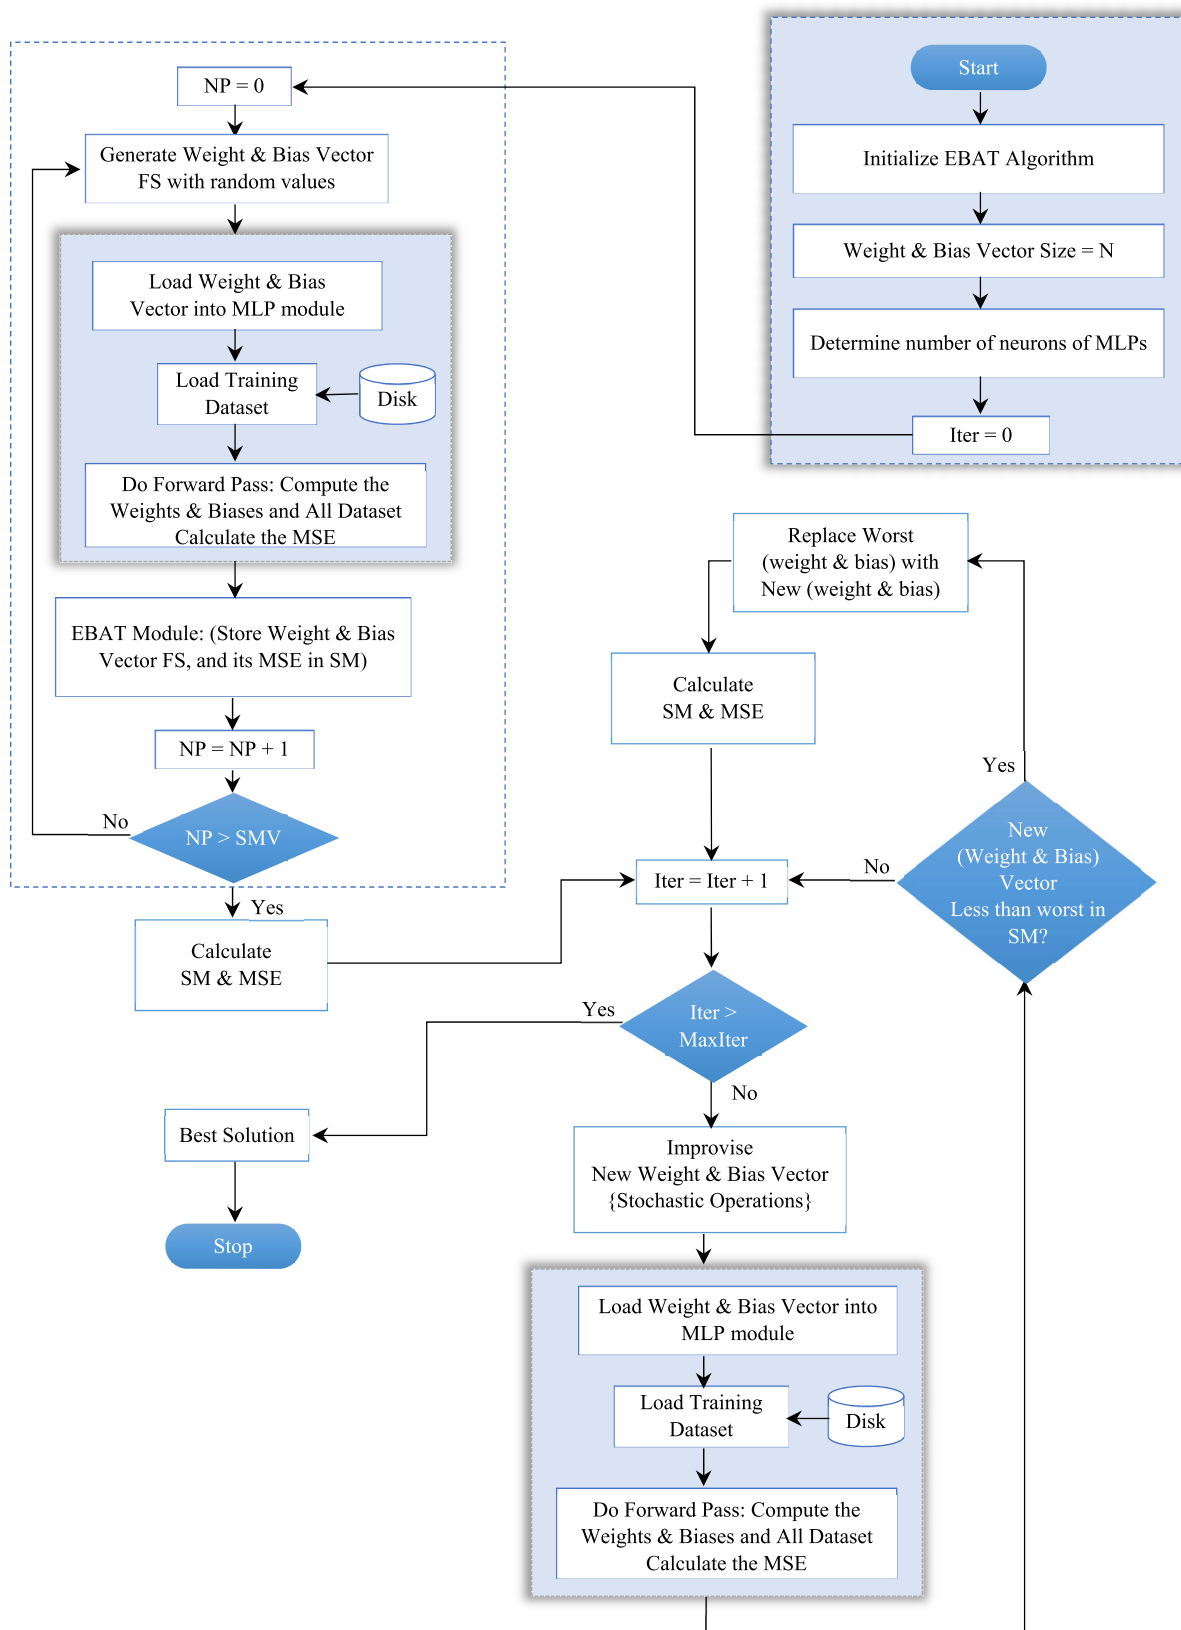 Start
Initialize EBAT Algorithm
Weight & Bias Vector Size = N
Determine number of neurons of MLPs
Iter = 0
NP = 0
Generate Weight & Bias Vector
FS with random values
Load Weight & Bias
Vector into MLP module
Load Training
Dataset
Disk
Do Forward Pass: Compute the
Weights & Biases and All Dataset
Calculate the MSE
EBAT Module: (Store Weight & Bias
Vector FS, and its MSE in SM)
NP = NP + 1
No
NP > SMV
Yes
Calculate
SM & MSE
Replace Worst
(weight & bias) with
New (weight & bias)
Calculate
SM & MSE
Yes
New
(Weight & Bias)
Vector
Less than worst in
SM?
No
Iter = Iter + 1
Yes
Iter >
MaxIter
No
Best Solution
Stop
Improvise
New Weight & Bias Vector
{Stochastic Operations}
Load Weight & Bias Vector into
MLP module
Load Training
Dataset
Disk
Do Forward Pass: Compute the
Weights & Biases and All Dataset
Calculate the MSE